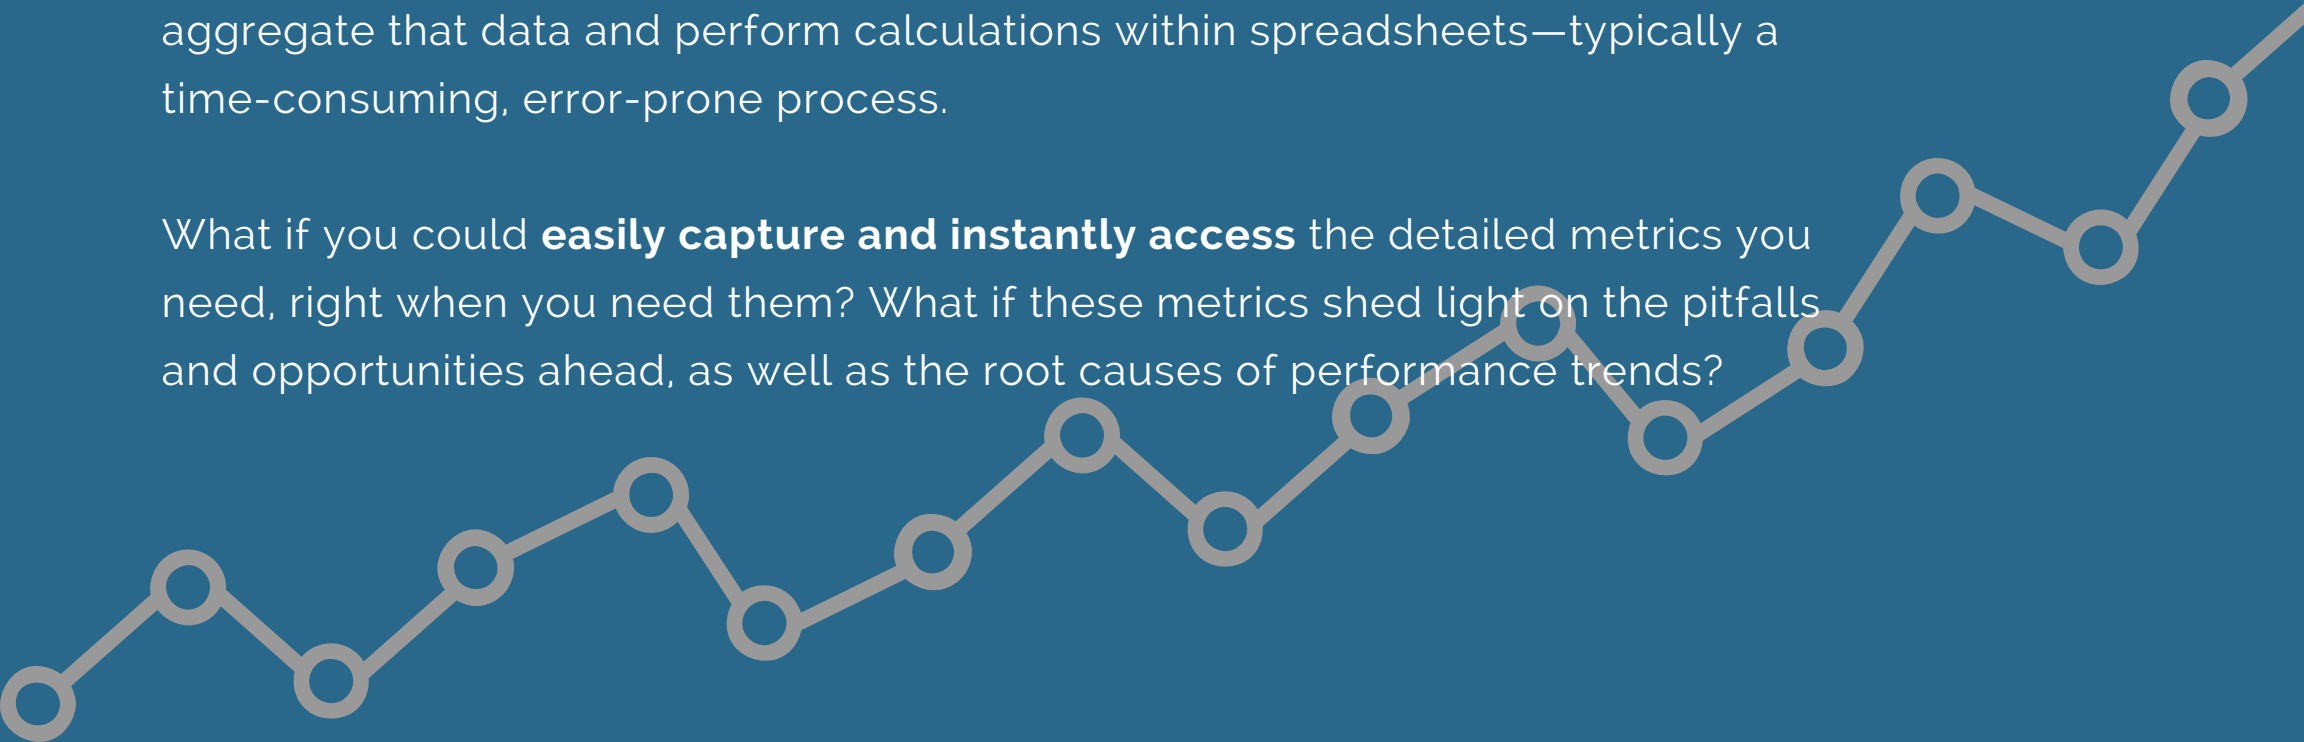 aggregate that data and perform calculations within spreadsheets—typically a
time-consuming, error-prone process.
What if you could easily capture and instantly access the detailed metrics you
need, right when you need them? What if these metrics shed light on the pitfalls
and opportunities ahead, as well as the root causes of performance trends?